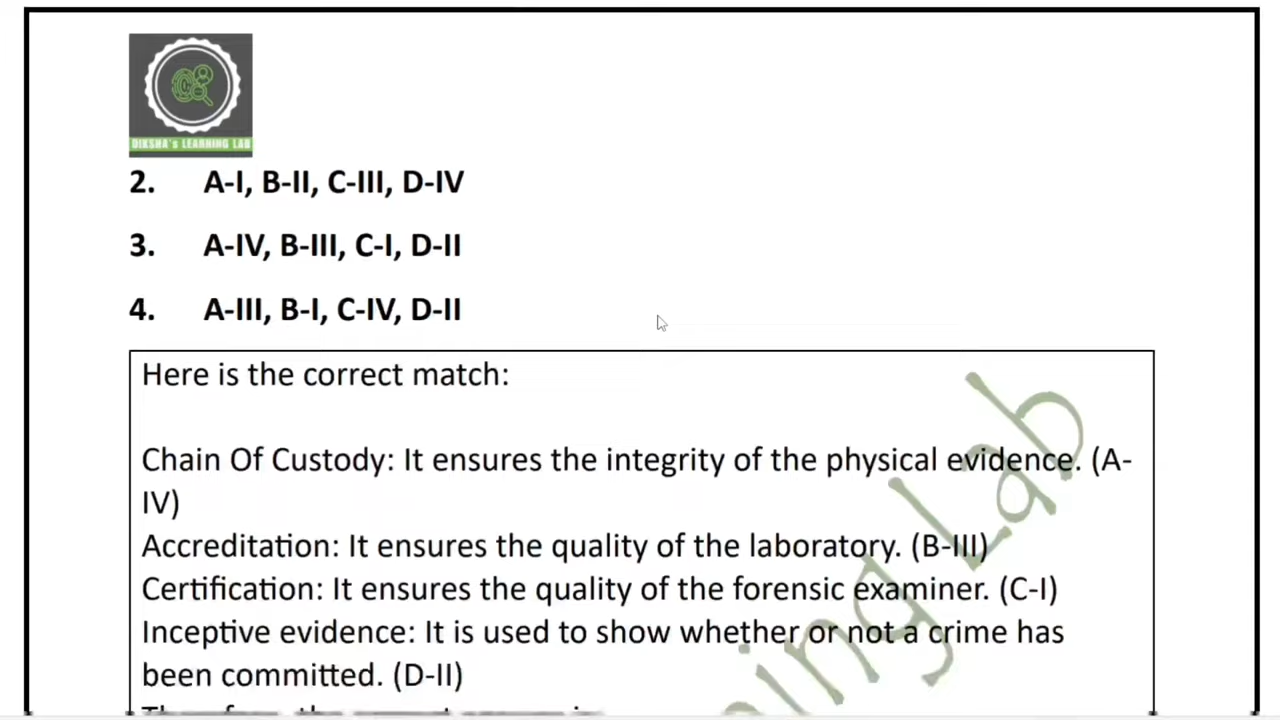 DIKSHA's LEARNING LAB
2. A-I, B-II, C-III, D-IV
3. A-IV, B-III, C-I, D-II
4. A-III, B-I, C-IV, D-II
Here is the correct match:
Chain Of Custody: It ensures the integrity of the physical evidence. (A-
IV)
Accreditation: It ensures the quality of the laboratory. (B-III)
Certification: It ensures the quality of the forensic examiner. (C-I)
Inceptive evidence: It is used to show whether or not a crime has
been committed. (D-II)
Lab